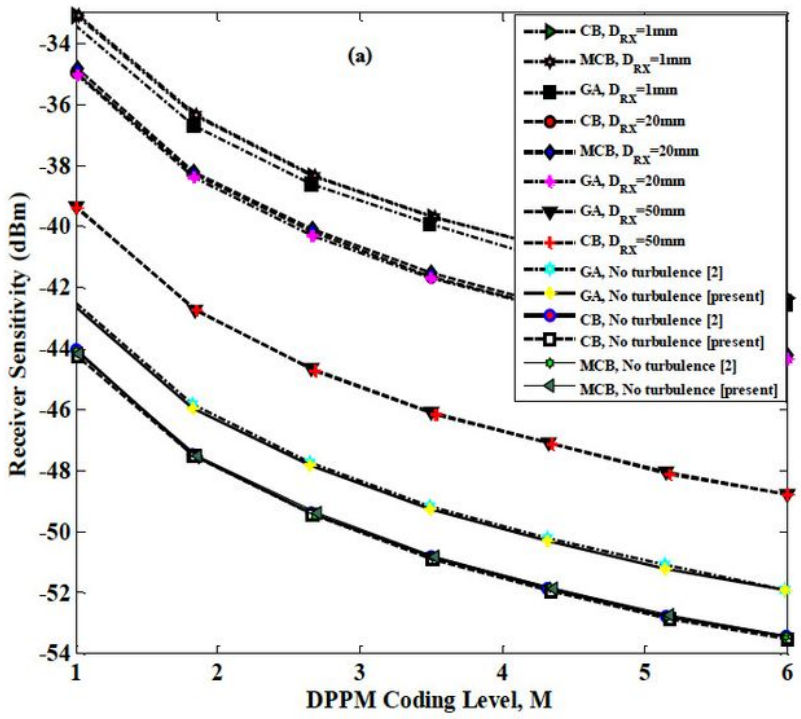 (a)
CB, D_RX=1mm
MCB, D_RX=1mm
GA, D_RX=1mm
CB, D_RX=20mm
MCB, D_RX=20mm
GA, D_RX=20mm
GA, D_RX=50mm
CB, D_RX=50mm
GA, No turbulence [2]
GA, No turbulence [present]
CB, No turbulence [2]
CB, No turbulence [present]
MCB, No turbulence [2]
MCB, No turbulence [present]
Receiver Sensitivity (dBm)
-34
-36
-38
-40
-42
-44
-46
-48
-50
-52
-54
1 2 3 4 5 6
DPPM Coding Level, M